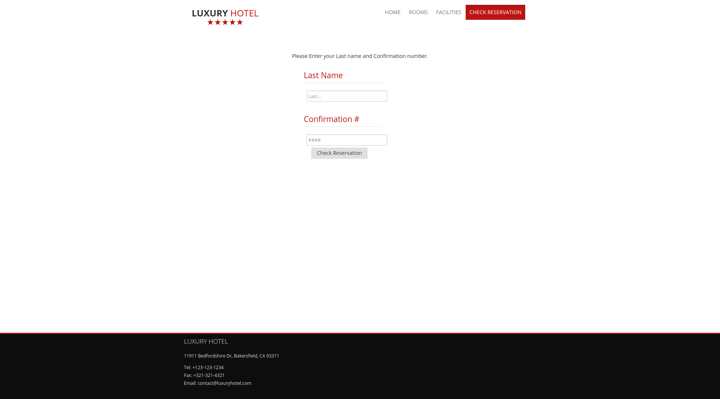 LUXURY HOTEL
HOME ROOMS FACILITIES CHECK RESERVATION
Please Enter your Last name and Confirmation number.
Last Name
Last...
Confirmation #
####
Check Reservation
LUXURY HOTEL
11911 Bedfordshire Dr, Bakersfield, CA 93311
Tel: +123-123-1234
Fax: +321-321-4321
Email: contact@luxuryhotel.com